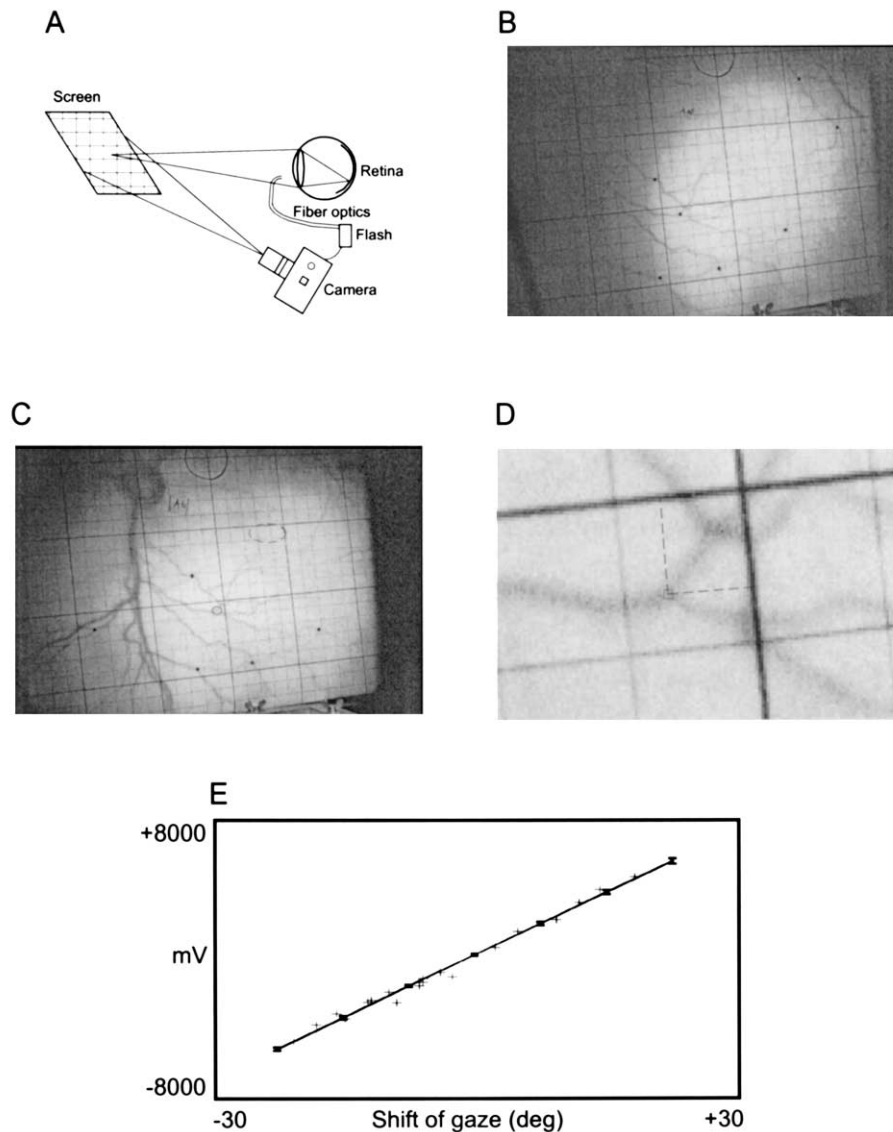 A
B
Screen
Retina
Fiber optics
Flash
Camera
C
D
E
+8000
mV
-8000
-30
Shift of gaze (deg)
+30